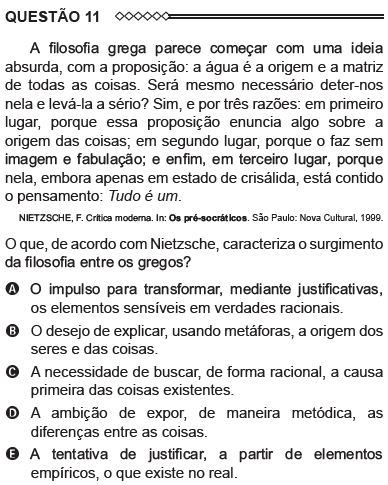 QUESTÃO 11
A filosofia grega parece começar com uma ideia
absurda, com a proposição: a água é a origem e a matriz
de todas as coisas. Será mesmo necessário deter-nos
nela e levá-la a sério? Sim, e por três razões: em primeiro
lugar, porque essa proposição enuncia algo sobre a
origem das coisas; em segundo lugar, porque o faz sem
imagem e fabulação; e enfim, em terceiro lugar, porque
nela, embora apenas em estado de crisálida, está contido
o pensamento: Tudo é um.
NIETZSCHE, F. Crítica moderna. In: Os pré-socráticos. São Paulo: Nova Cultural, 1999.
O que, de acordo com Nietzsche, caracteriza o surgimento
da filosofia entre os gregos?
A O impulso para transformar, mediante justificativas,
os elementos sensíveis em verdades racionais.
B O desejo de explicar, usando metáforas, a origem dos
seres e das coisas.
C A necessidade de buscar, de forma racional, a causa
primeira das coisas existentes.
D A ambição de expor, de maneira metódica, as
diferenças entre as coisas.
E A tentativa de justificar, a partir de elementos
empíricos, o que existe no real.